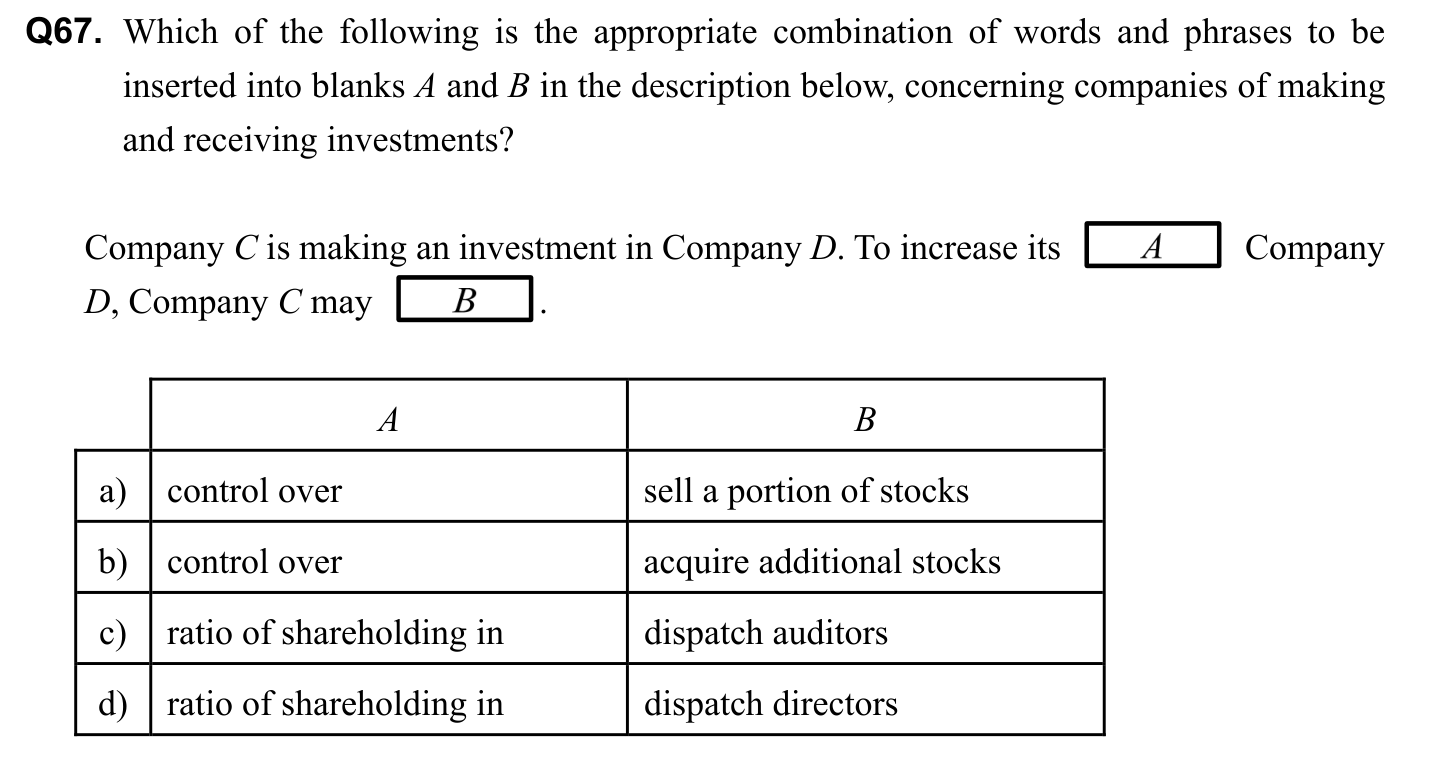 Q67. Which of the following is the appropriate combination of words and phrases to be
inserted into blanks A and B in the description below, concerning companies of making
and receiving investments?
Company C is making an investment in Company D. To increase its A Company
D, Company C may B .
A B
a) control over sell a portion of stocks
b) control over acquire additional stocks
c) ratio of shareholding in dispatch auditors
d) ratio of shareholding in dispatch directors